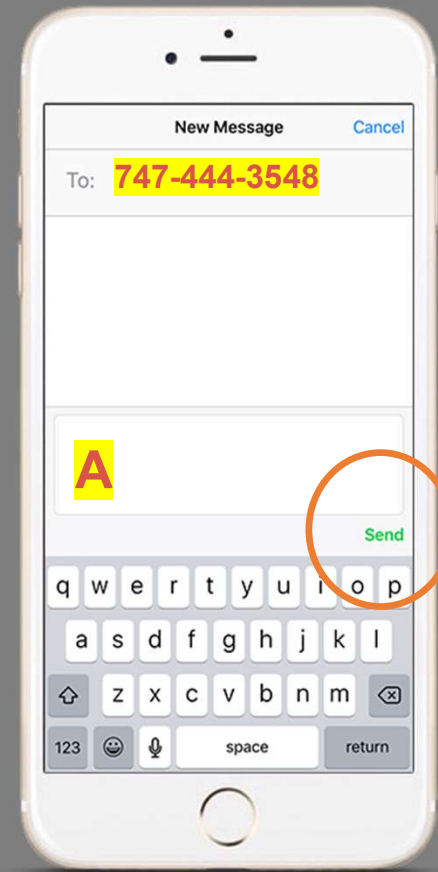 New Message Cancel
To: 747-444-3548
A
Send
q w e r t y u i o p
a s d f g h j k l
z x c v b n m
123 space return